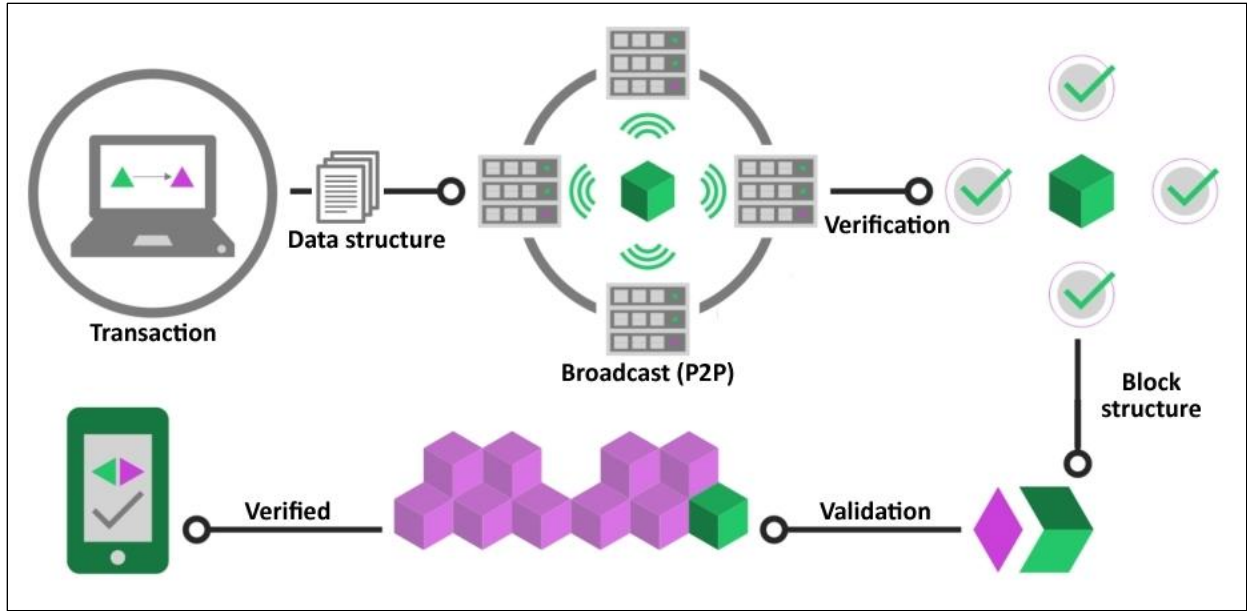 Transaction
Data structure
Broadcast (P2P)
Verification
Block
structure
Validation
Verified